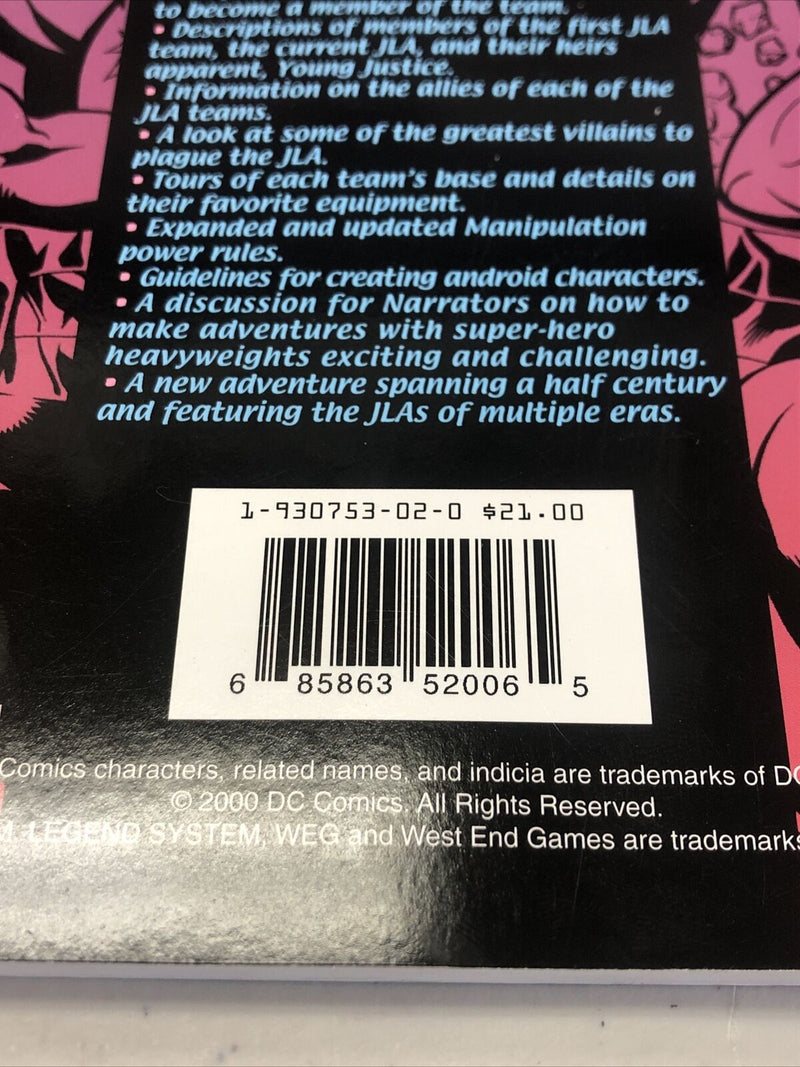 to become a member of the team.
• Descriptions of members of the first JLA
team, the current JLA, and their heirs
apparent, Young Justice.
• Information on the allies of each of the
JLA teams.
• A look at some of the greatest villains to
plague the JLA.
• Tours of each team's base and details on
their favorite equipment.
• Expanded and updated Manipulation
power rules.
• Guidelines for creating android characters.
• A discussion for Narrators on how to
make adventures with super-hero
heavyweights exciting and challenging.
• A new adventure spanning a half century
and featuring the JLAs of multiple eras.
1-930753-02-0 $21.00
6 85863 52006 5
Comics characters, related names, and indicia are trademarks of DC
© 2000 DC Comics. All Rights Reserved.
LEGEND SYSTEM, WEG and West End Games are trademarks